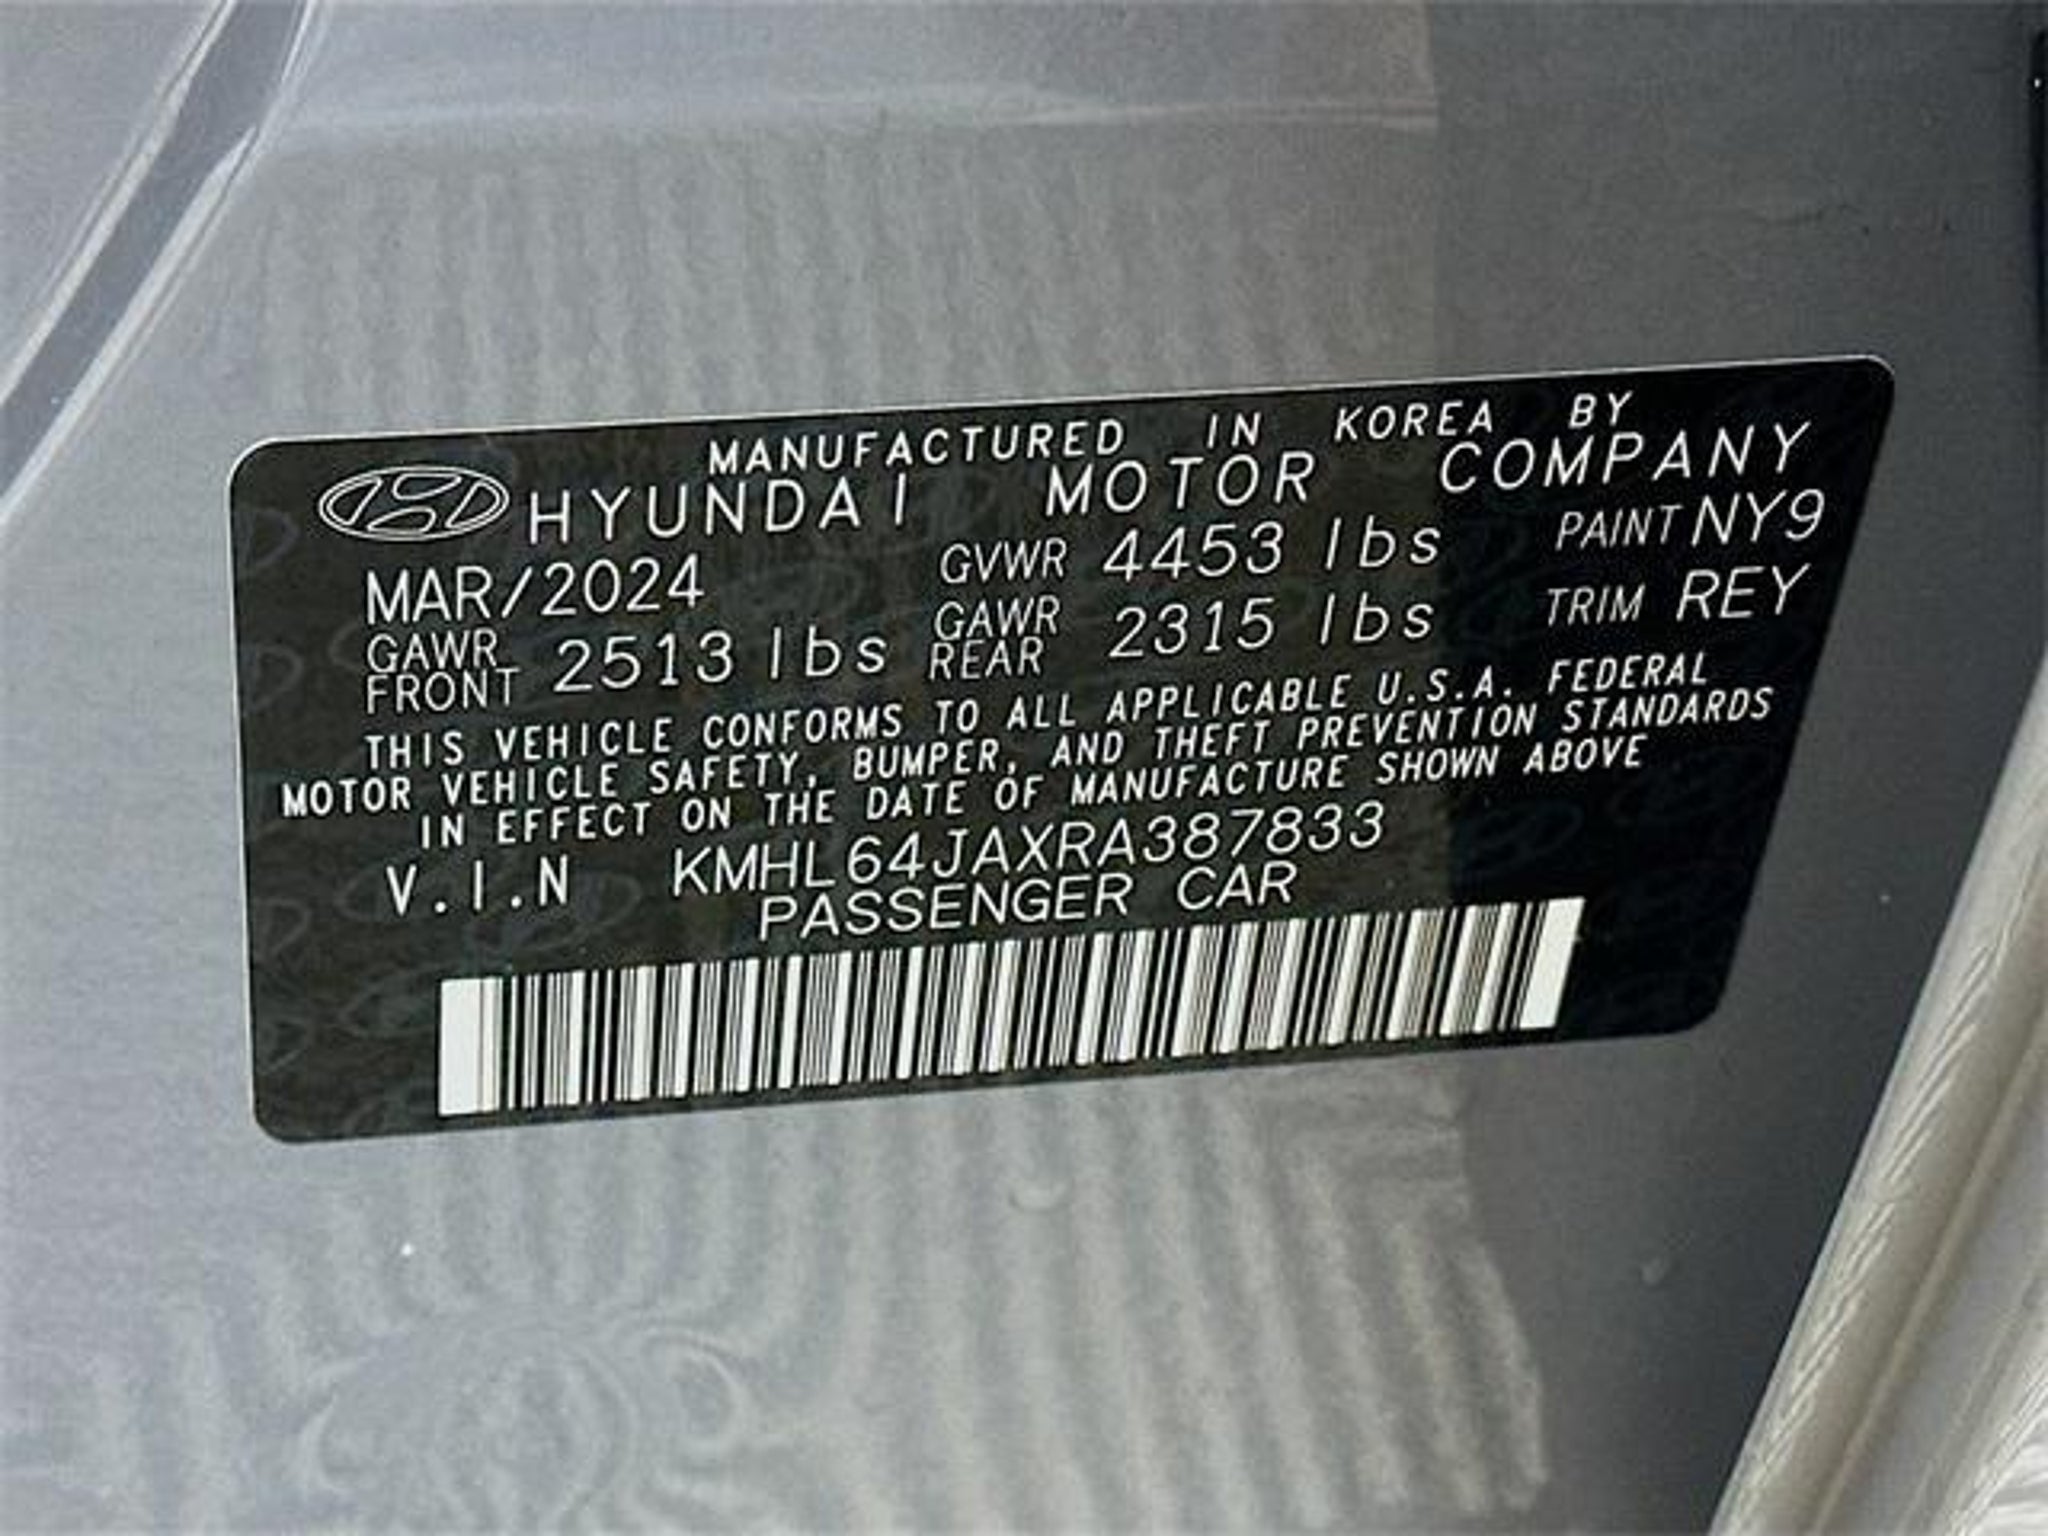 MANUFACTURED IN KOREA BY
HYUNDAI MOTOR COMPANY
MAR/2024 GVWR 4453 lbs PAINT NY9
GAWR FRONT 2513 lbs GAWR REAR 2315 lbs TRIM REY
THIS VEHICLE CONFORMS TO ALL APPLICABLE U.S.A. FEDERAL
MOTOR VEHICLE SAFETY, BUMPER, AND THEFT PREVENTION STANDARDS
IN EFFECT ON THE DATE OF MANUFACTURE SHOWN ABOVE
V.I.N KMHL64JAXRA387833
PASSENGER CAR